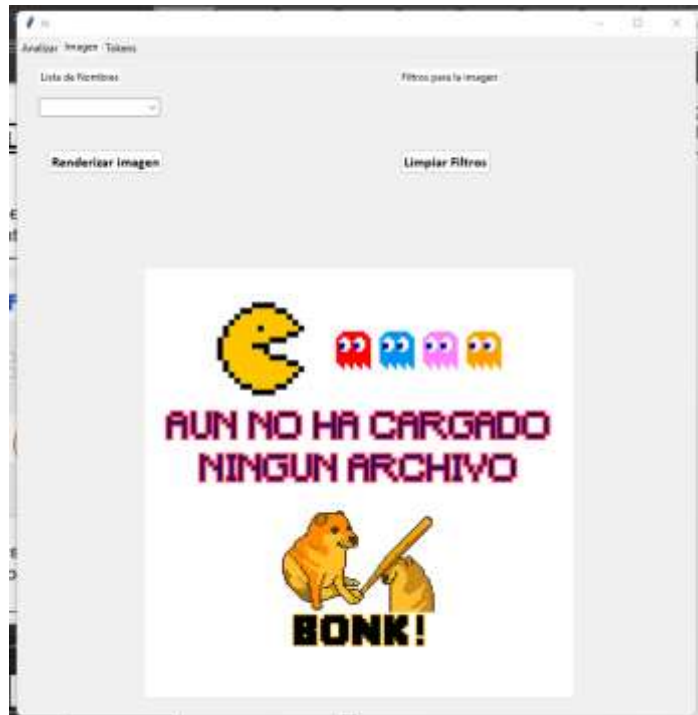 tk
Analizar Imagen Tokens
Lista de Nombres
Filtros para la imagen
Renderizar imagen
Limpiar Filtros
AUN NO HA CARGADO
NINGUN ARCHIVO
BONK!